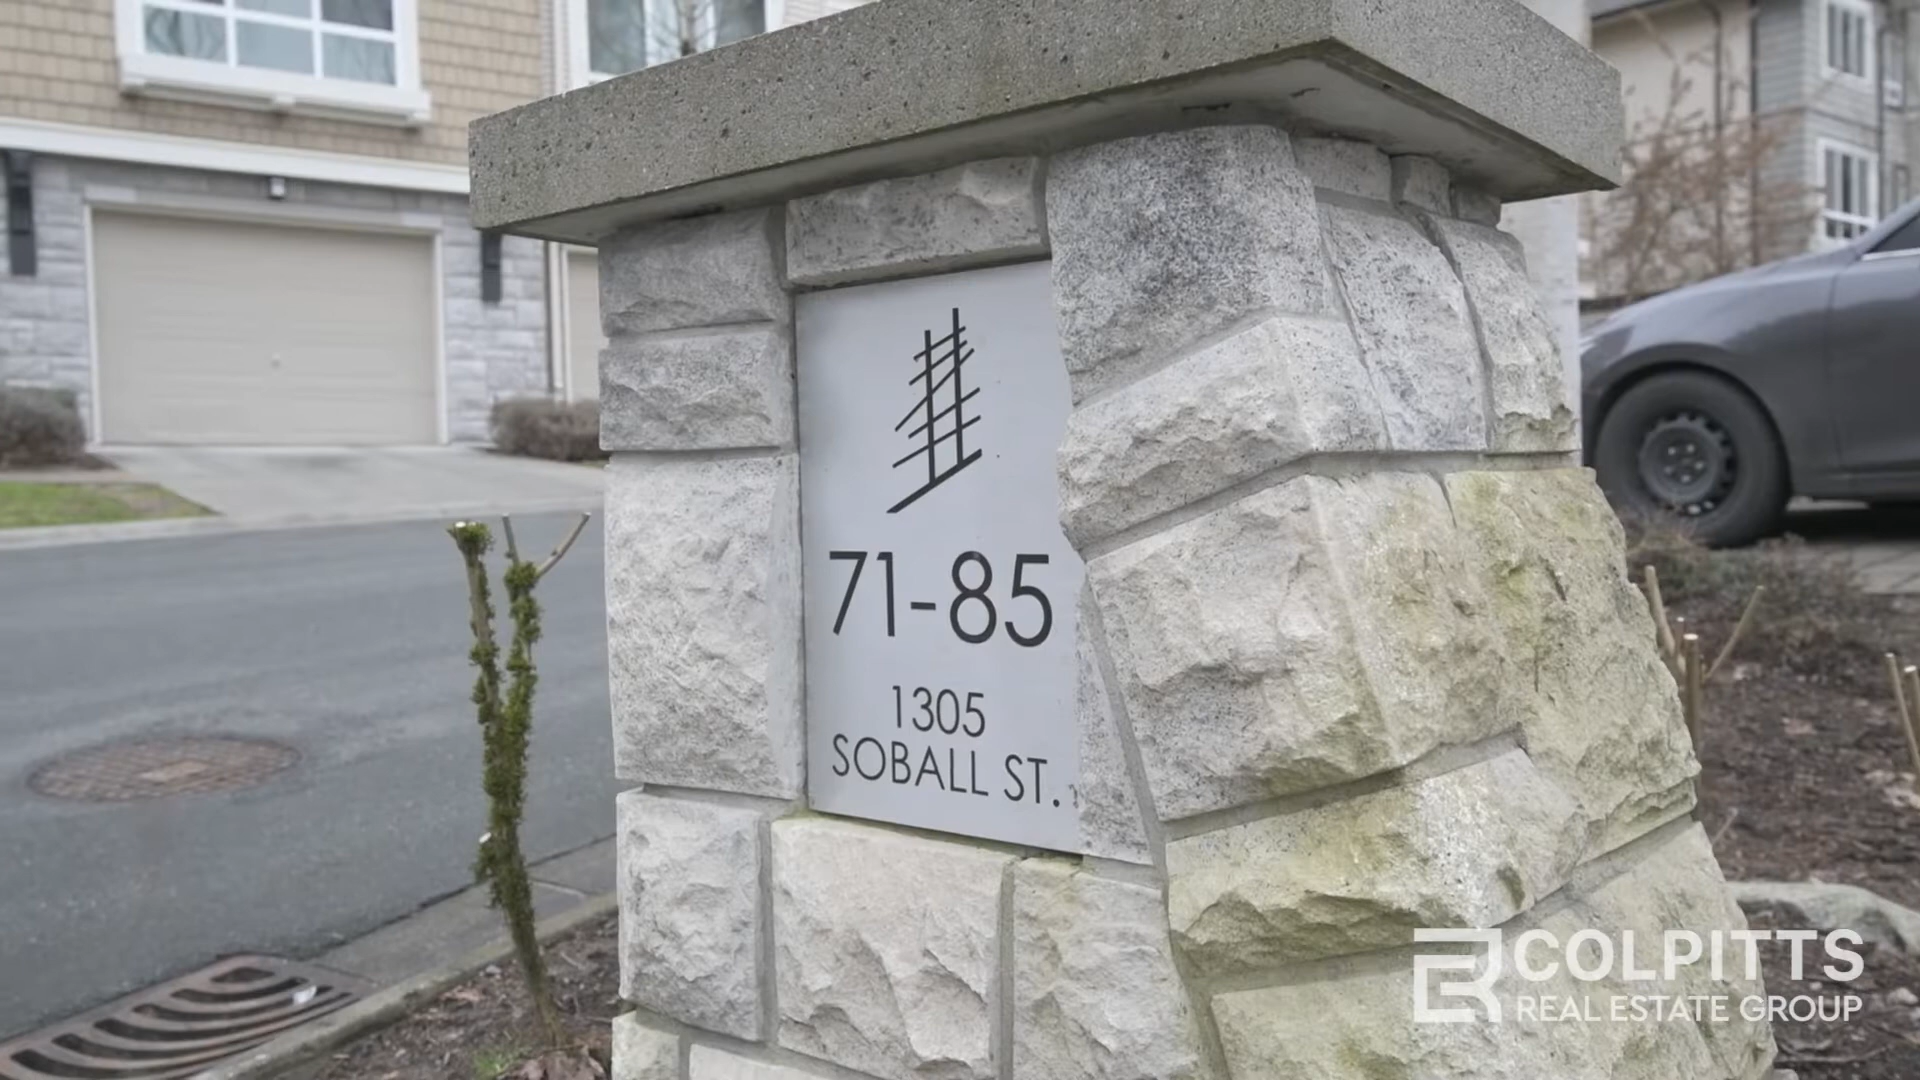 71-85
1305
SOBALL ST.
COLPITTS
REAL ESTATE GROUP